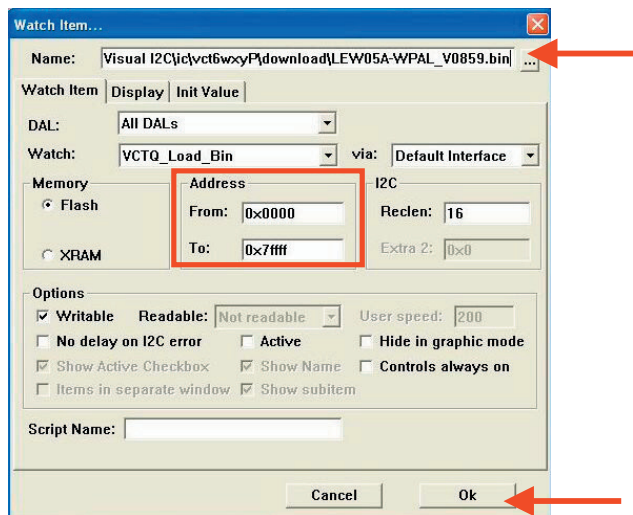 Watch Item...
Name: Visual I2C\ic\vct6wxyP\download\LEW05A-WPAL_V0859.bin ...
Watch Item Display Init Value
DAL: All DALs
Watch: VCTQ_Load_Bin via: Default Interface
Memory Address I2C
Flash From: 0x0000 Reclen: 16
XRAM To: 0x7ffff Extra 2: 0x0
Options
Writable Readable: Not readable User speed: 200
No delay on I2C error Active Hide in graphic mode
Show Active Checkbox Show Name Controls always on
Items in separate window Show subitem
Script Name:
Cancel Ok